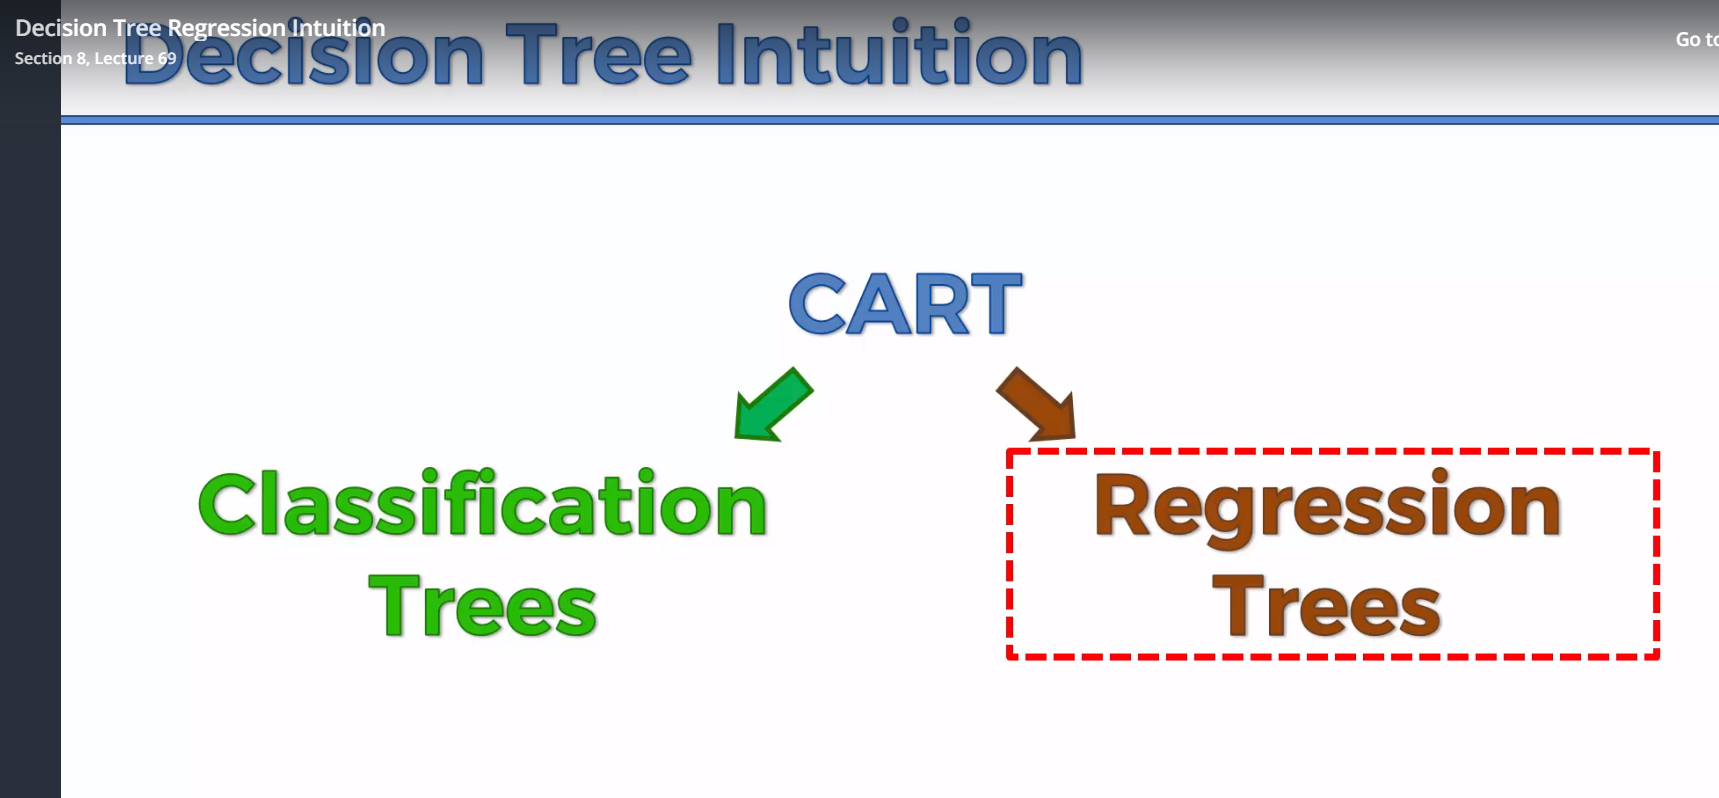 Decision Tree Regression Intuition
Section 8, Lecture 69
Go to
Decision Tree Intuition
CART
Classification
Trees
Regression
Trees